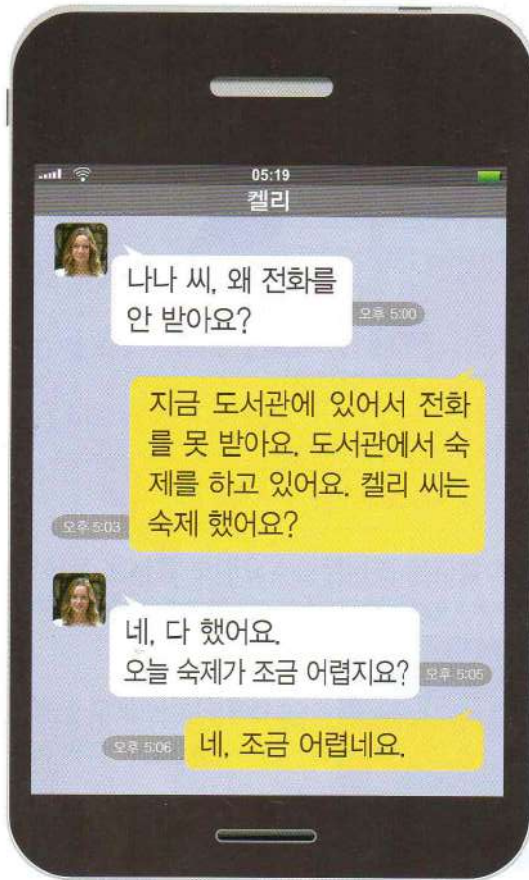 05:19
켈리
나나 씨, 왜 전화를
안 받아요?
오후 5:00
지금 도서관에 있어서 전화
를 못 받아요. 도서관에서 숙
제를 하고 있어요. 켈리 씨는
숙제 했어요?
오후 5:03
네, 다 했어요.
오늘 숙제가 조금 어렵지요?
오후 5:05
네, 조금 어렵네요.
오후 5:06